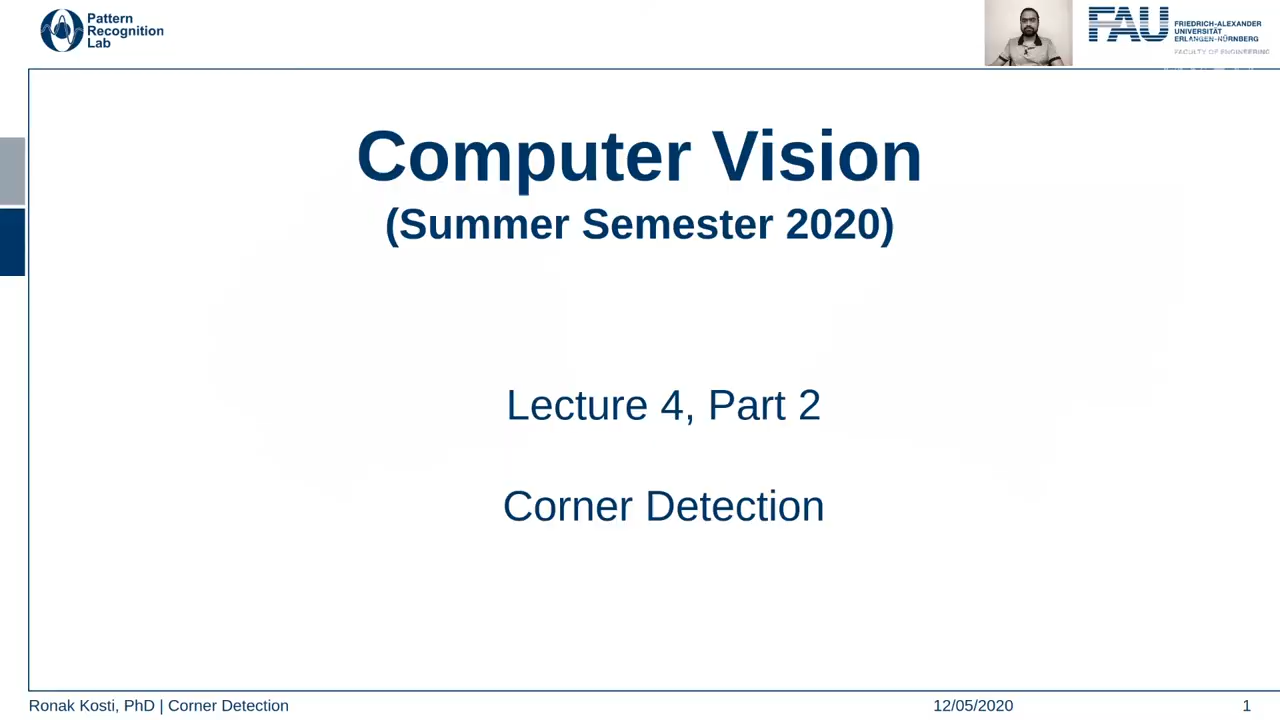 Pattern
Recognition
Lab
FAU
FRIEDRICH-ALEXANDER
UNIVERSITÄT
ERLANGEN-NÜRNBERG
FACULTY OF ENGINEERING
Computer Vision
(Summer Semester 2020)
Lecture 4, Part 2
Corner Detection
Ronak Kosti, PhD | Corner Detection
12/05/2020
1